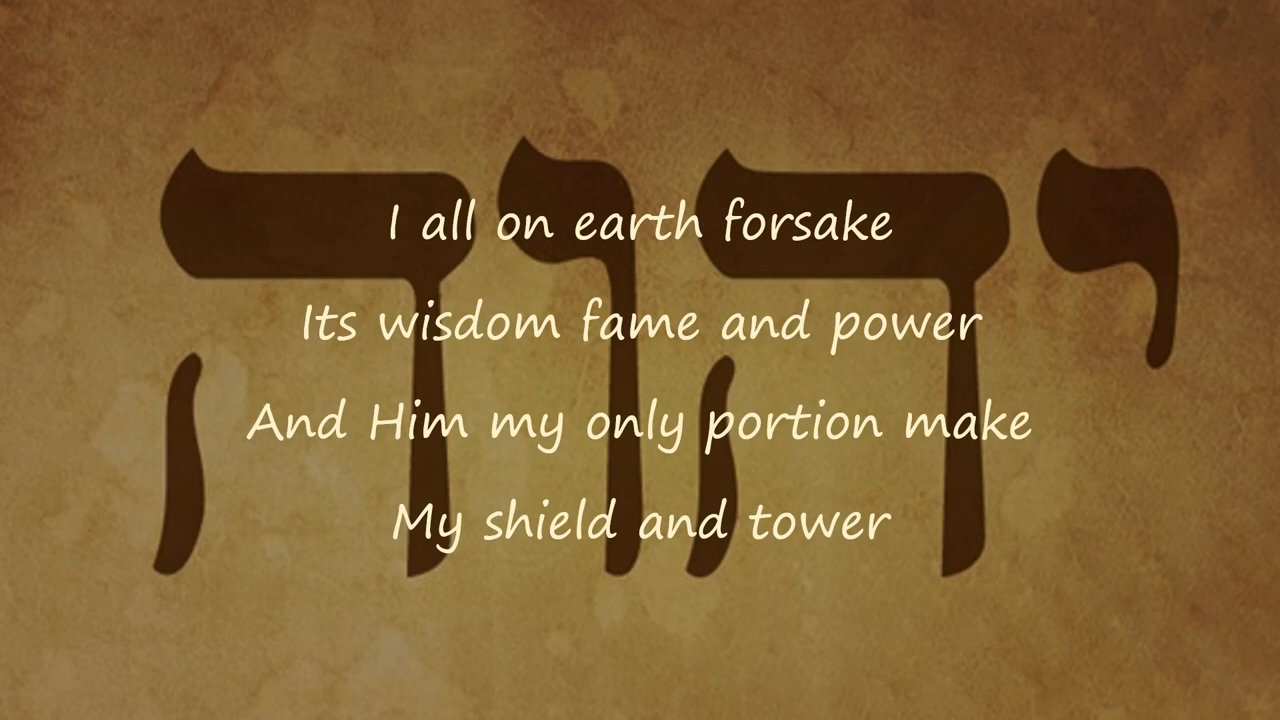 יהוה
I all on earth forsake
Its wisdom fame and power
And Him my only portion make
My shield and tower